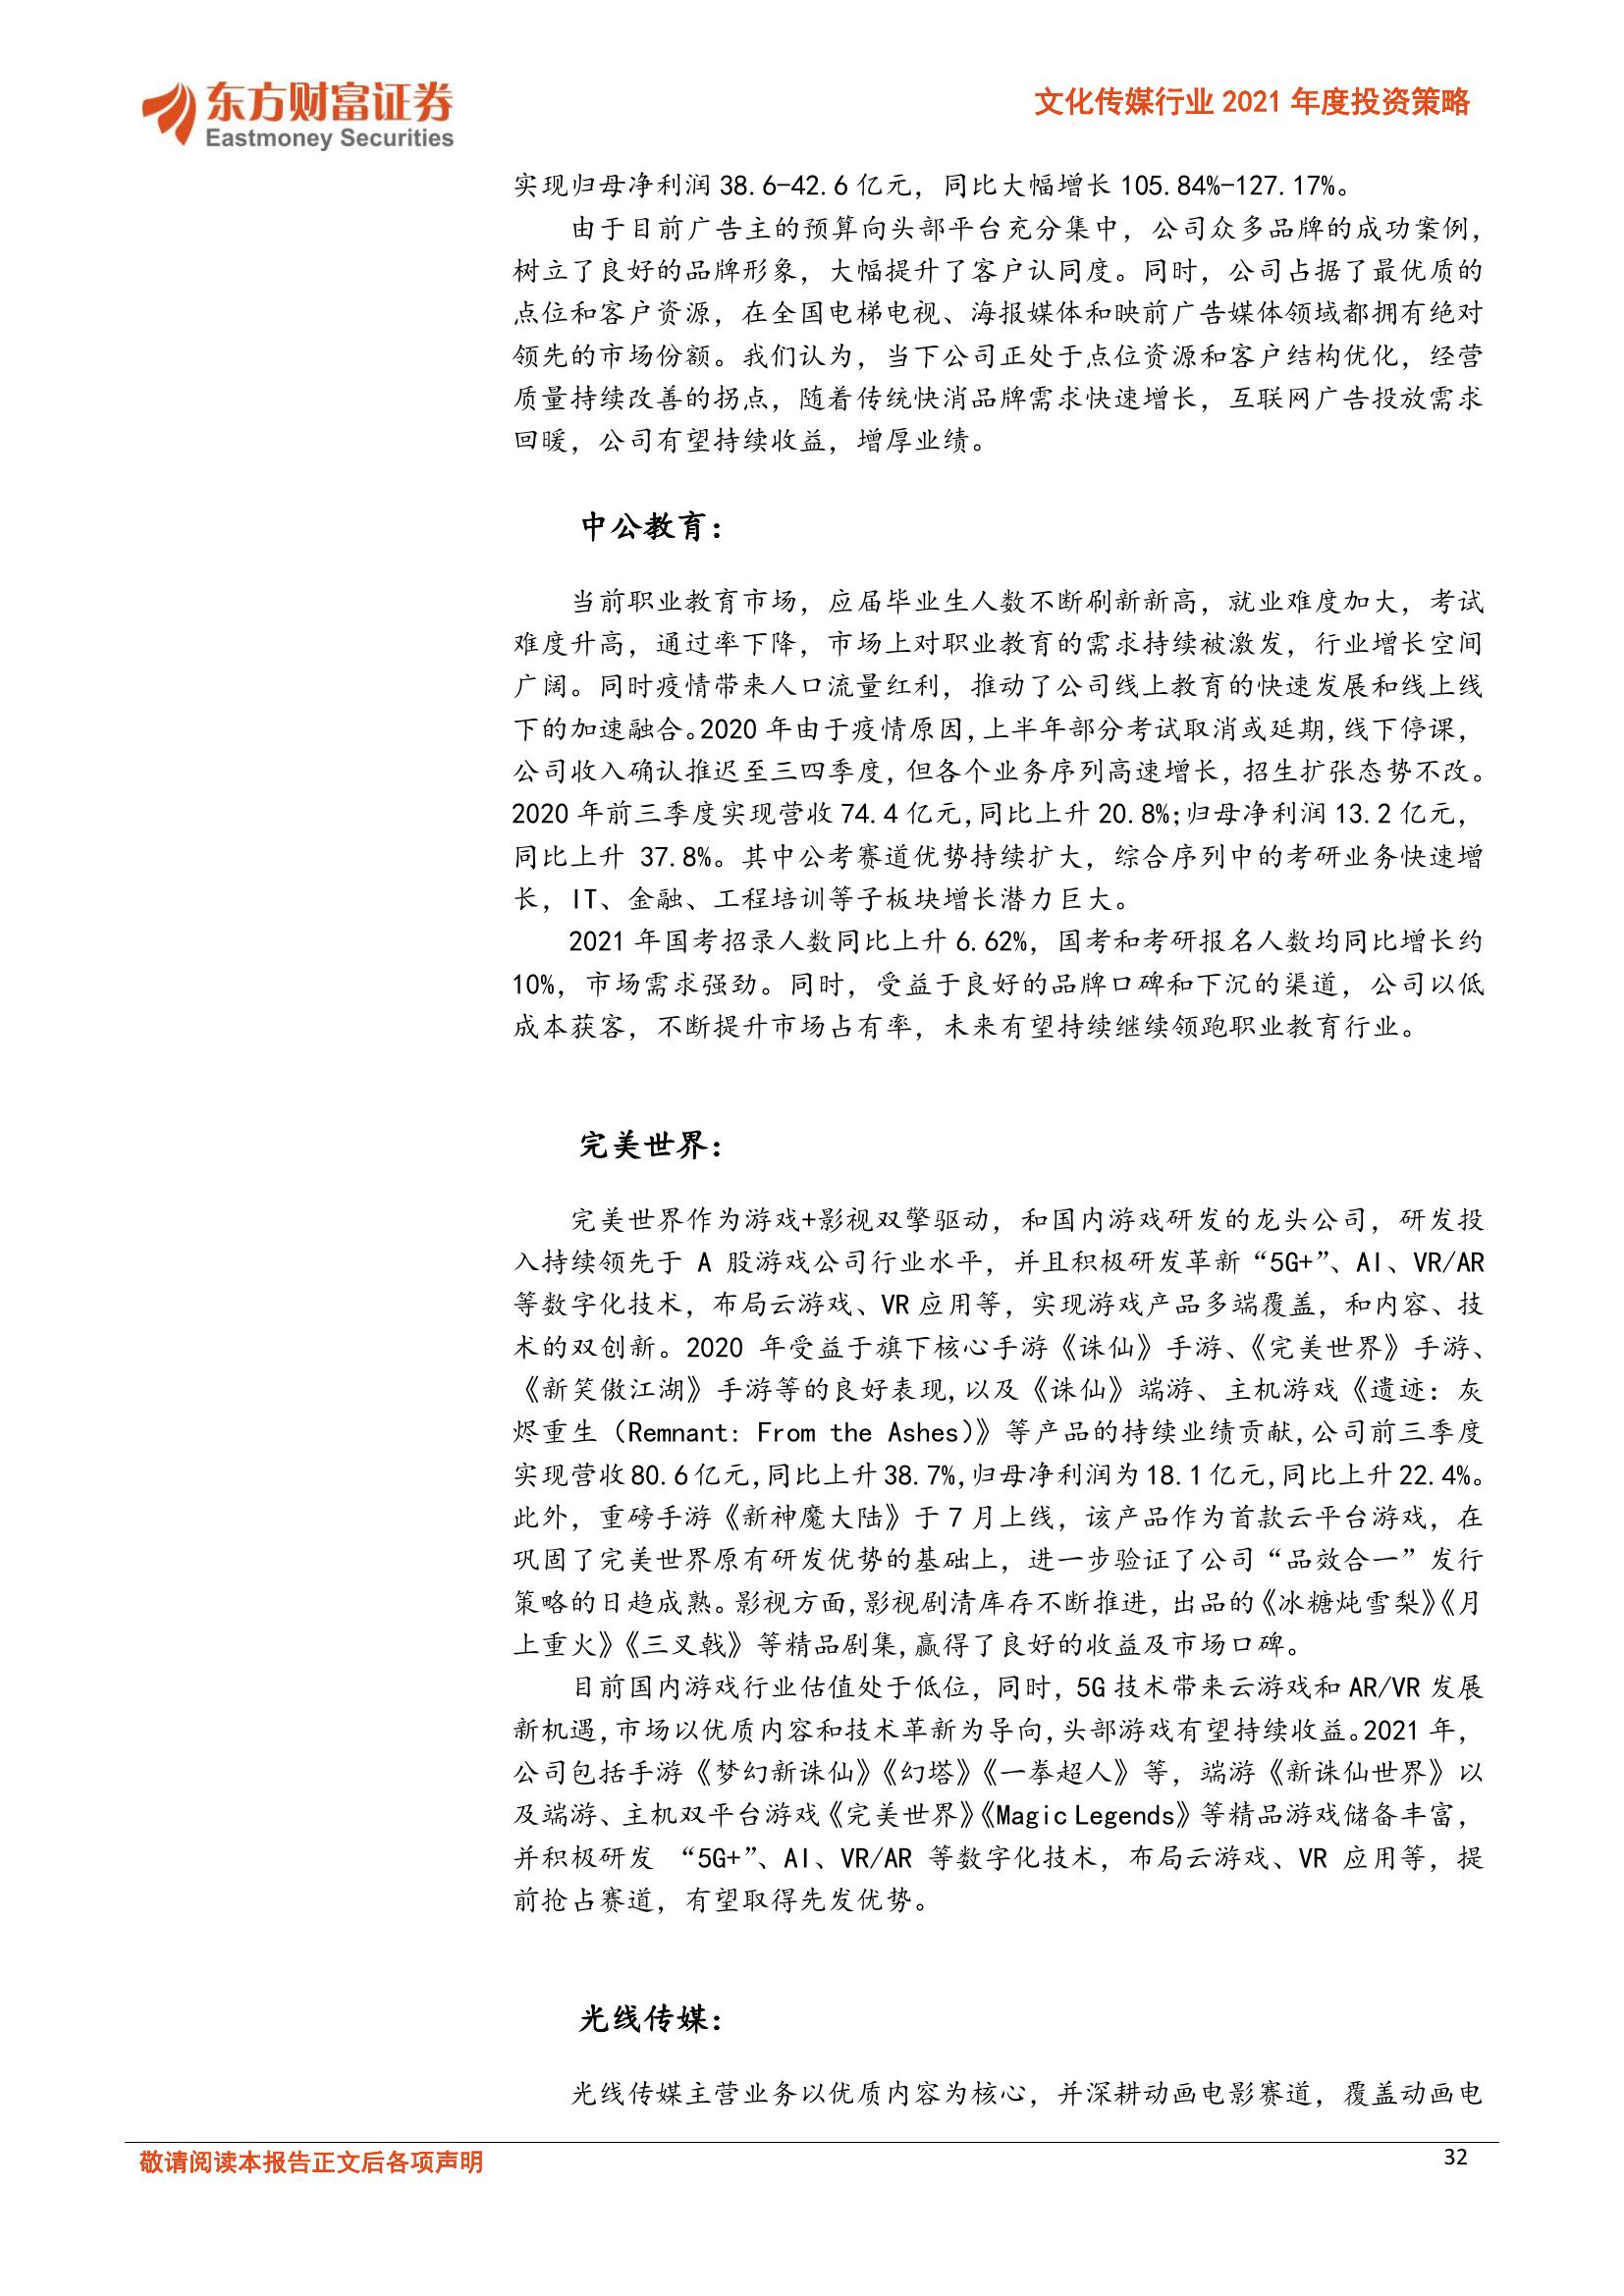 东方财富证券
Eastmoney Securities
文化传媒行业 2021 年度投资策略
实现归母净利润 38.6-42.6 亿元，同比大幅增长 105.84%-127.17%。
由于目前广告主的预算向头部平台充分集中，公司众多品牌的成功案例，
树立了良好的品牌形象，大幅提升了客户认同度。同时，公司占据了最优质的
点位和客户资源，在全国电梯电视、海报媒体和映前广告媒体领域都拥有绝对
领先的市场份额。我们认为，当下公司正处于点位资源和客户结构优化，经营
质量持续改善的拐点，随着传统快消品牌需求快速增长，互联网广告投放需求
回暖，公司有望持续收益，增厚业绩。
中公教育：
当前职业教育市场，应届毕业生人数不断刷新新高，就业难度加大，考试
难度升高，通过率下降，市场上对职业教育的需求持续被激发，行业增长空间
广阔。同时疫情带来人口流量红利，推动了公司线上教育的快速发展和线上线
下的加速融合。2020 年由于疫情原因，上半年部分考试取消或延期，线下停课，
公司收入确认推迟至三四季度，但各个业务序列高速增长，招生扩张态势不改。
2020 年前三季度实现营收 74.4 亿元，同比上升 20.8%；归母净利润 13.2 亿元，
同比上升 37.8%。其中公考赛道优势持续扩大，综合序列中的考研业务快速增
长，IT、金融、工程培训等子板块增长潜力巨大。
2021 年国考招录人数同比上升 6.62%，国考和考研报名人数均同比增长约
10%，市场需求强劲。同时，受益于良好的品牌口碑和下沉的渠道，公司以低
成本获客，不断提升市场占有率，未来有望持续继续领跑职业教育行业。
完美世界：
完美世界作为游戏+影视双擎驱动，和国内游戏研发的龙头公司，研发投
入持续领先于 A 股游戏公司行业水平，并且积极研发革新“5G+”、AI、VR/AR
等数字化技术，布局云游戏、VR 应用等，实现游戏产品多端覆盖，和内容、技
术的双创新。2020 年受益于旗下核心手游《诛仙》手游、《完美世界》手游、
《新笑傲江湖》手游等的良好表现，以及《诛仙》端游、主机游戏《遗迹：灰
烬重生（Remnant: From the Ashes）》等产品的持续业绩贡献，公司前三季度
实现营收 80.6 亿元，同比上升 38.7%，归母净利润为 18.1 亿元，同比上升 22.4%。
此外，重磅手游《新神魔大陆》于 7 月上线，该产品作为首款云平台游戏，在
巩固了完美世界原有研发优势的基础上，进一步验证了公司“品效合一”发行
策略的日趋成熟。影视方面，影视剧清库存不断推进，出品的《冰糖炖雪梨》《月
上重火》《三叉戟》等精品剧集，赢得了良好的收益及市场口碑。
目前国内游戏行业估值处于低位，同时，5G 技术带来云游戏和 AR/VR 发展
新机遇，市场以优质内容和技术革新为导向，头部游戏有望持续收益。2021 年，
公司包括手游《梦幻新诛仙》《幻塔》《一拳超人》等，端游《新诛仙世界》以
及端游、主机双平台游戏《完美世界》《Magic Legends》等精品游戏储备丰富，
并积极研发 “5G+”、AI、VR/AR 等数字化技术，布局云游戏、VR 应用等，提
前抢占赛道，有望取得先发优势。
光线传媒：
光线传媒主营业务以优质内容为核心，并深耕动画电影赛道，覆盖动画电
敬请阅读本报告正文后各项声明
32